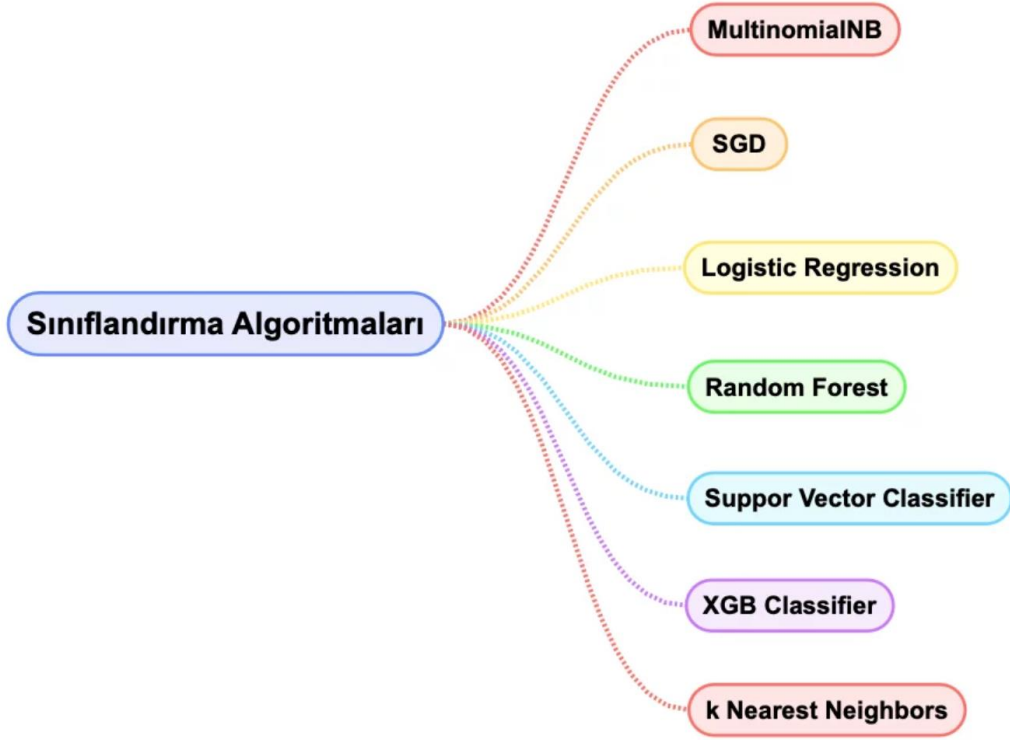 MultinomialNB
SGD
Logistic Regression
Sınıflandırma Algoritmaları
Random Forest
Suppor Vector Classifier
XGB Classifier
k Nearest Neighbors